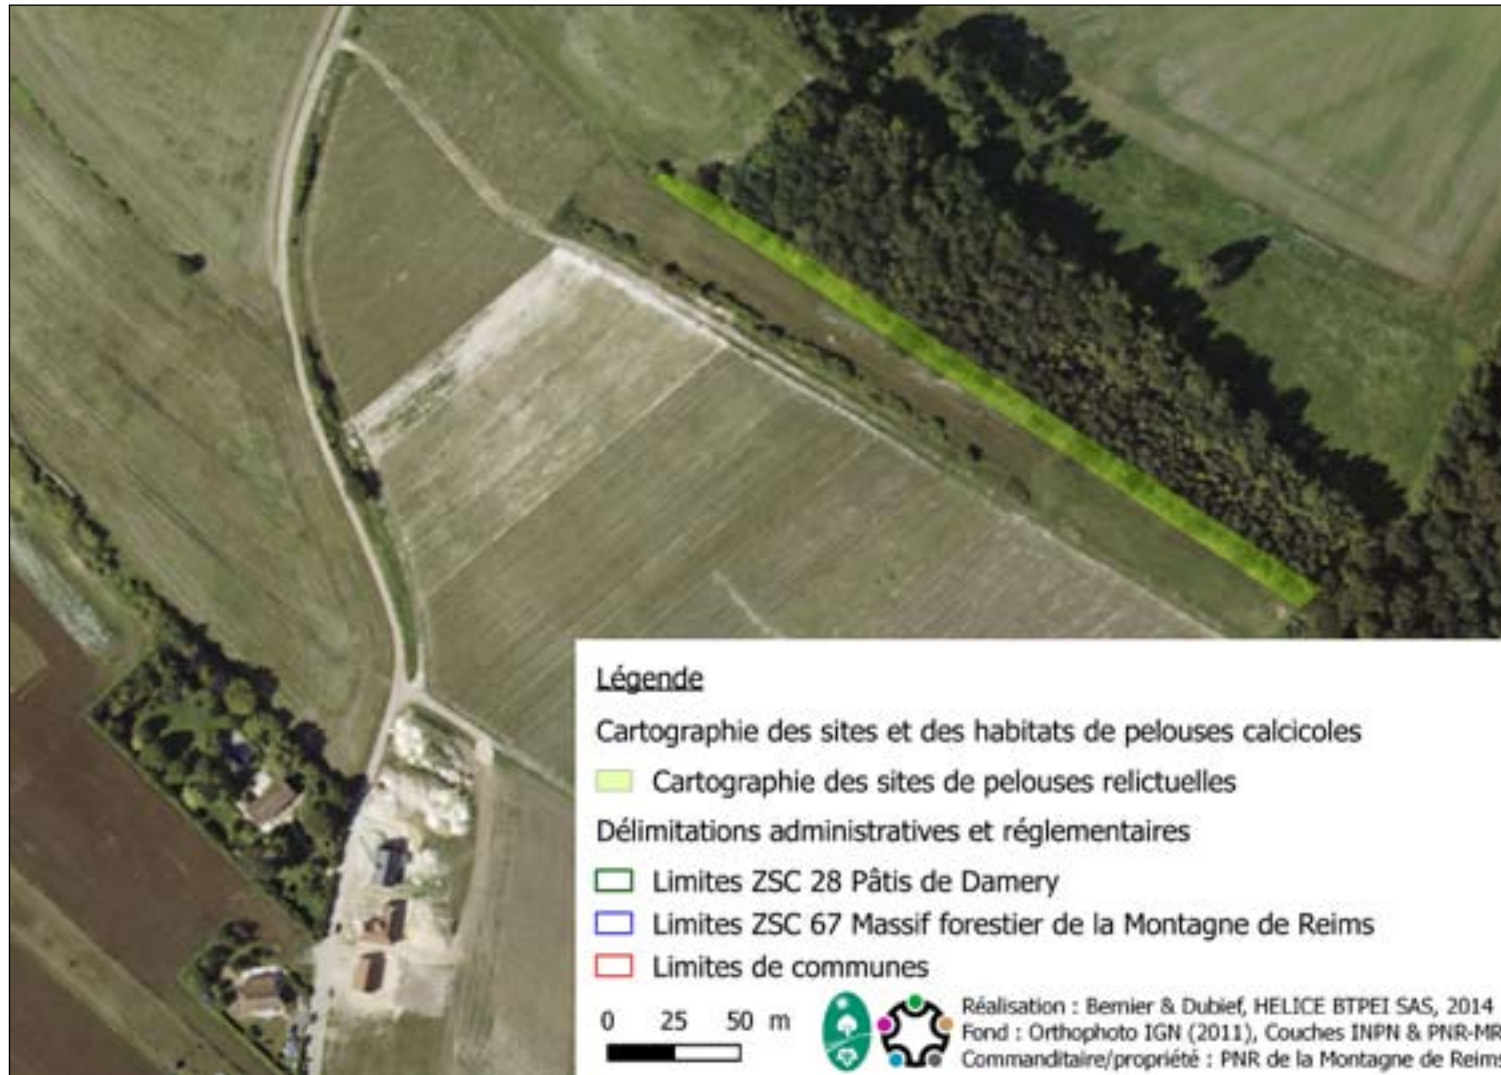 Légende
Cartographie des sites et des habitats de pelouses calcicoles
Cartographie des sites de pelouses relictuelles
Délimitations administratives et réglementaires
Limites ZSC 28 Pâtis de Damery
Limites ZSC 67 Massif forestier de la Montagne de Reims
Limites de communes
0 25 50 m
Réalisation : Bernier & Dubief, HELICE BTPEI SAS, 2014
Fond : Orthophoto IGN (2011), Couches INPN & PNR-MR
Commanditaire/propriété : PNR de la Montagne de Reims